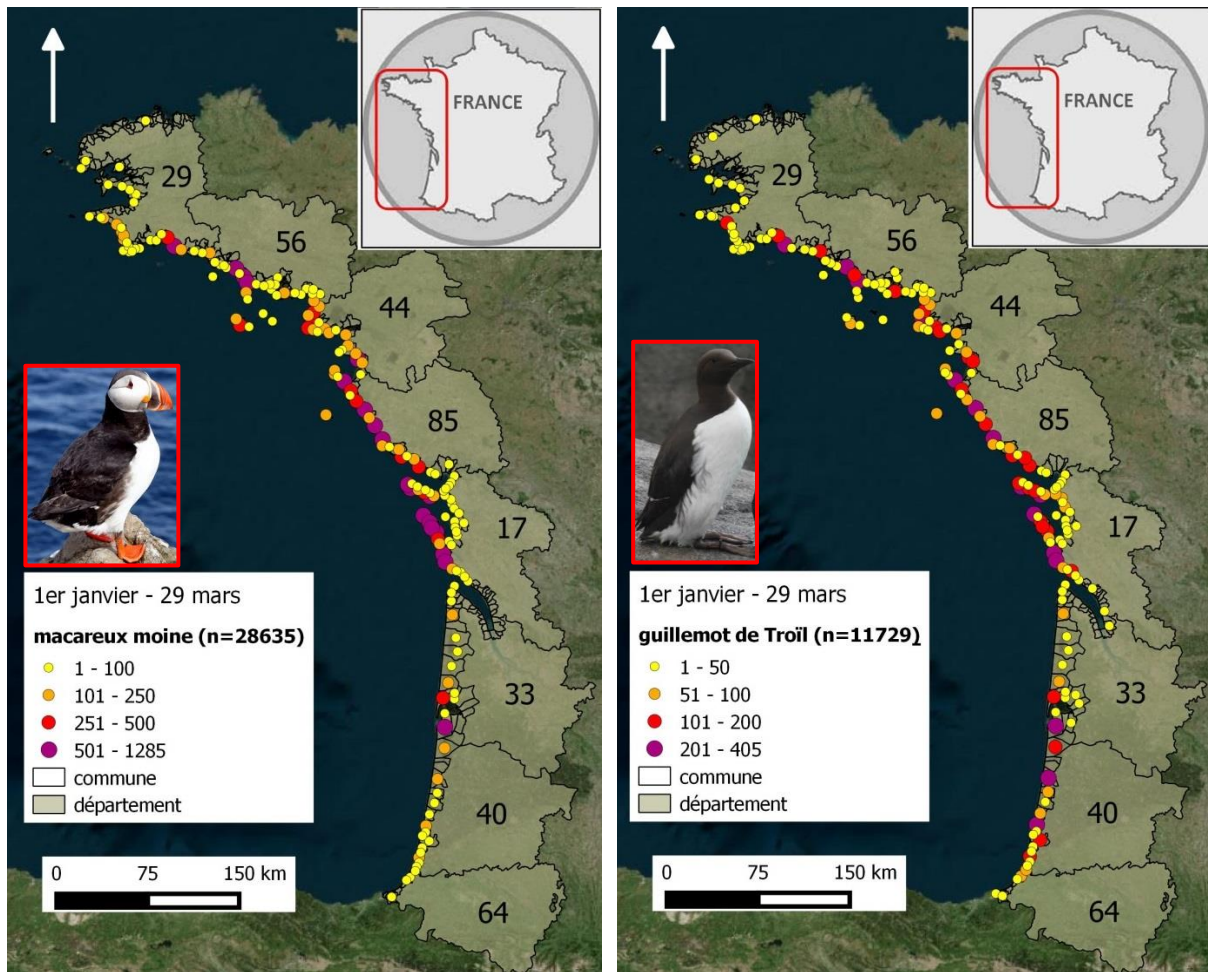 FRANCE
29
56
44
85
17
33
40
64
1er janvier - 29 mars
macareux moine (n=28635)
1 - 100
101 - 250
251 - 500
501 - 1285
commune
département
0 75 150 km
FRANCE
29
56
44
85
17
33
40
64
1er janvier - 29 mars
guillemot de Troïl (n=11729)
1 - 50
51 - 100
101 - 200
201 - 405
commune
département
0 75 150 km